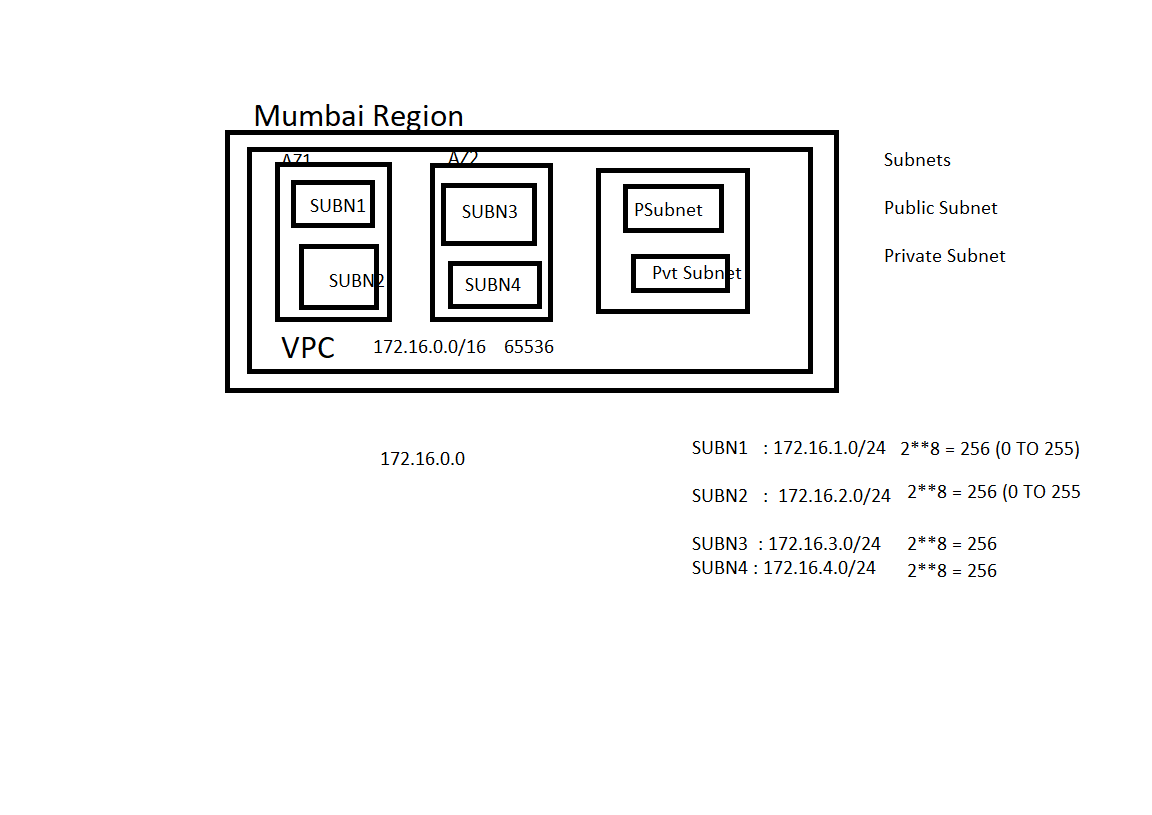 Mumbai Region
AZ1
AZ2
SUBN1
SUBN2
SUBN3
SUBN4
PSubnet
Pvt Subnet
VPC 172.16.0.0/16 65536
Subnets
Public Subnet
Private Subnet
172.16.0.0
SUBN1 : 172.16.1.0/24 2**8 = 256 (0 TO 255)
SUBN2 : 172.16.2.0/24 2**8 = 256 (0 TO 255
SUBN3 : 172.16.3.0/24 2**8 = 256
SUBN4 : 172.16.4.0/24 2**8 = 256